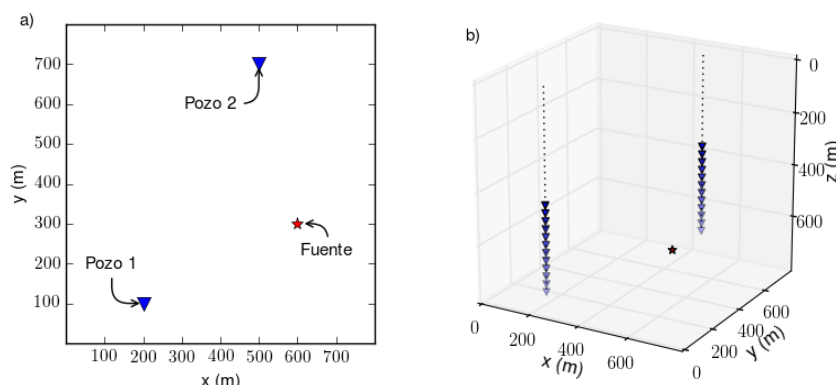 a)
700
600
500
400
300
200
100
y (m)
Pozo 2
Fuente
Pozo 1
100 200 300 400 500 600 700
x (m)
b)
0
200
400
600
z (m)
0 200 400 600
x (m)
0 200 400 600
y (m)